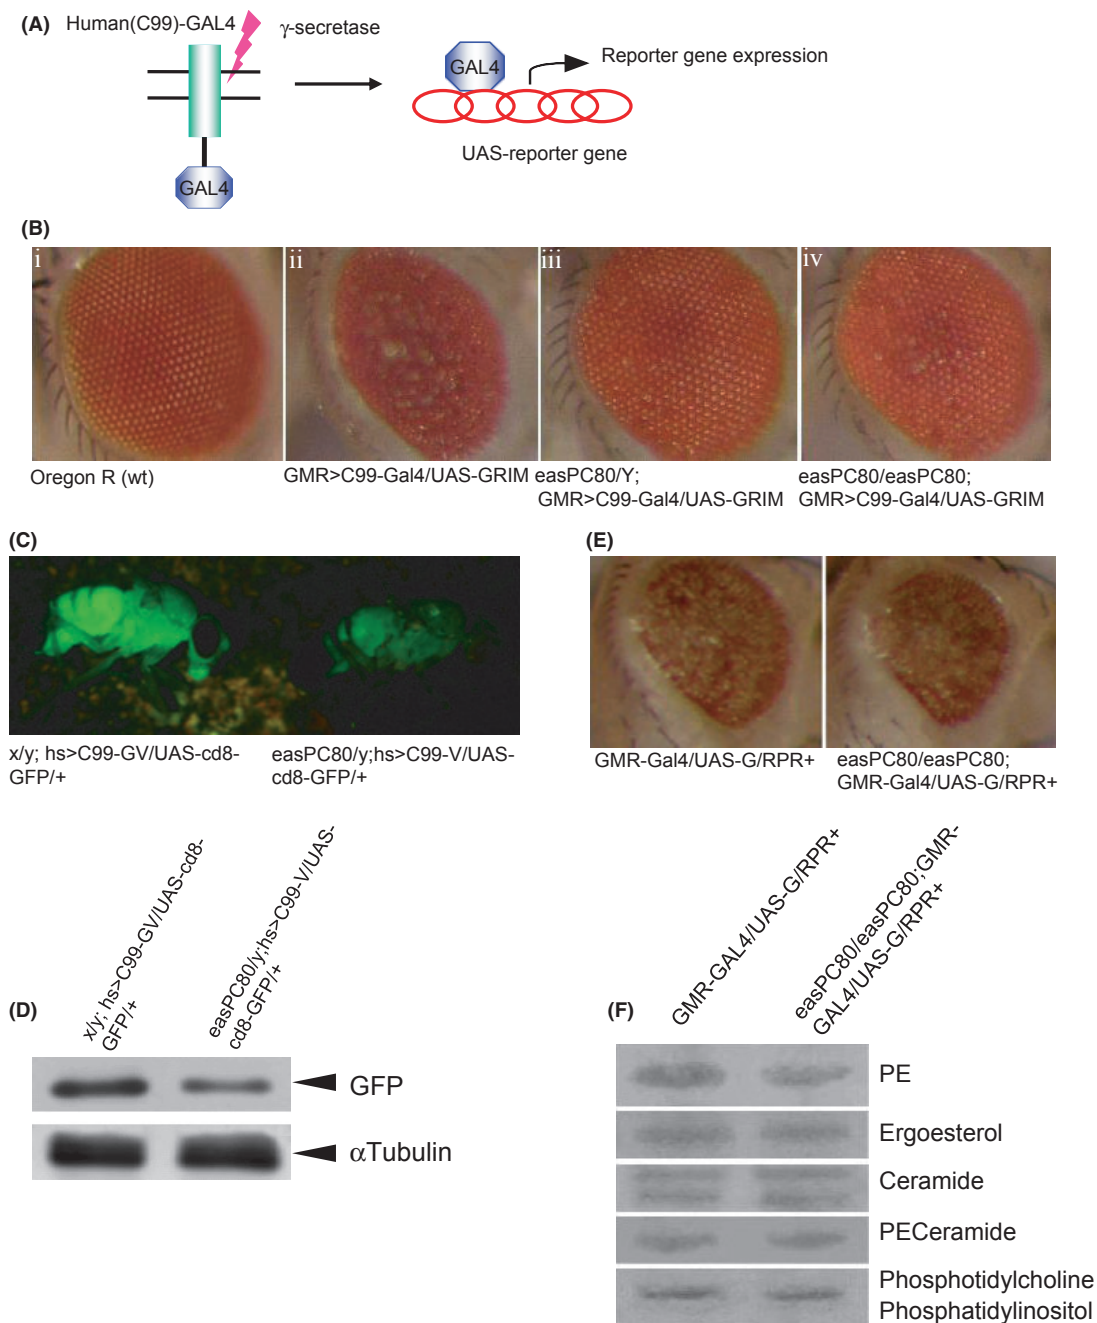 (A)
Human(C99)-GAL4
γ-secretase
GAL4
GAL4
Reporter gene expression
UAS-reporter gene
(B)
i
ii
iii
iv
Oregon R (wt)
GMR>C99-Gal4/UAS-GRIM
easPC80/Y;
GMR>C99-Gal4/UAS-GRIM
easPC80/easPC80;
GMR>C99-Gal4/UAS-GRIM
(C)
x/y; hs>C99-GV/UAS-cd8-
GFP/+
easPC80/y;hs>C99-V/UAS-
cd8-GFP/+
(E)
GMR-Gal4/UAS-G/RPR+
easPC80/easPC80;
GMR-Gal4/UAS-G/RPR+
(D)
x/y; hs>C99-GV/UAS-cd8-
GFP/+
easPC80/y;hs>C99-V/UAS-
cd8-GFP/+
GFP
αTubulin
(F)
GMR-GAL4/UAS-G/RPR+
easPC80/easPC80;GMR-
GAL4/UAS-G/RPR+
PE
Ergoesterol
Ceramide
PECeramide
Phosphotidylcholine
Phosphatidylinositol